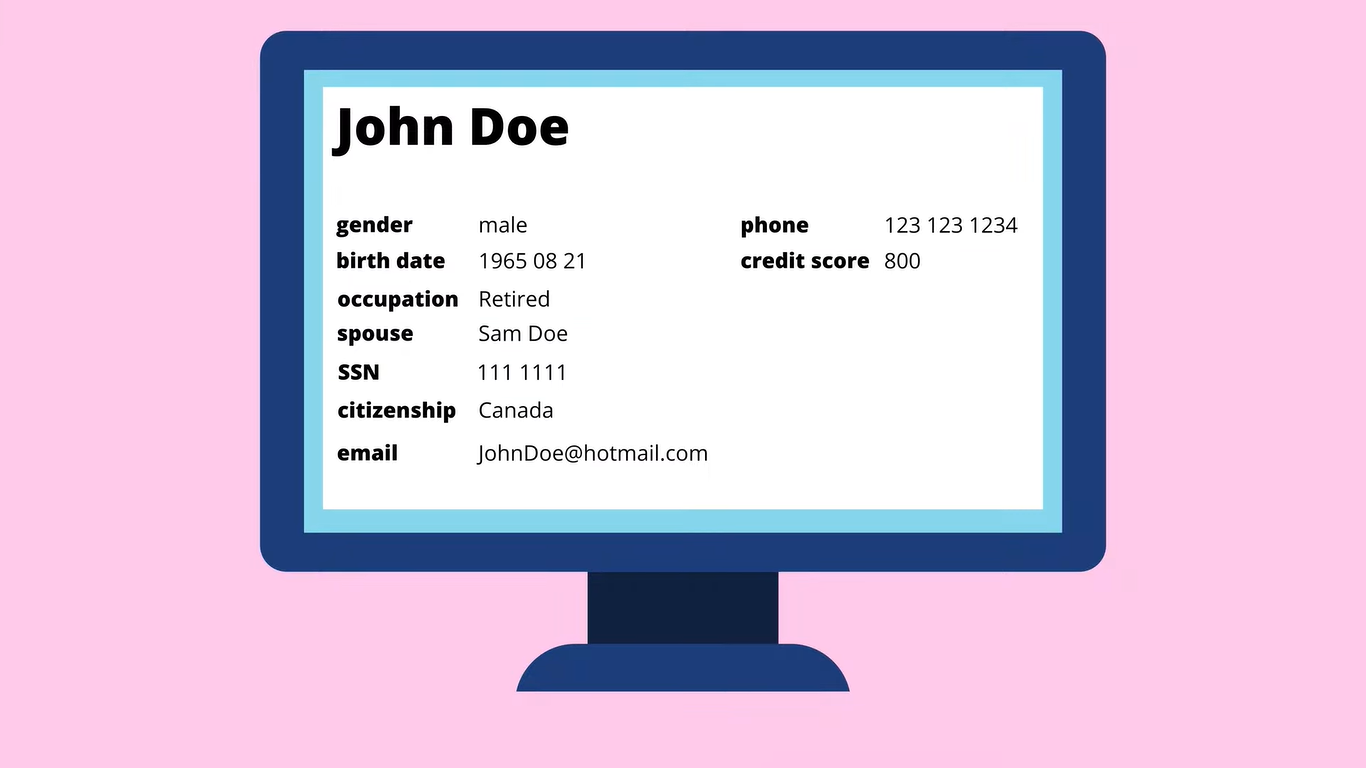 John Doe
gender male phone 123 123 1234
birth date 1965 08 21 credit score 800
occupation Retired
spouse Sam Doe
SSN 111 1111
citizenship Canada
email JohnDoe@hotmail.com